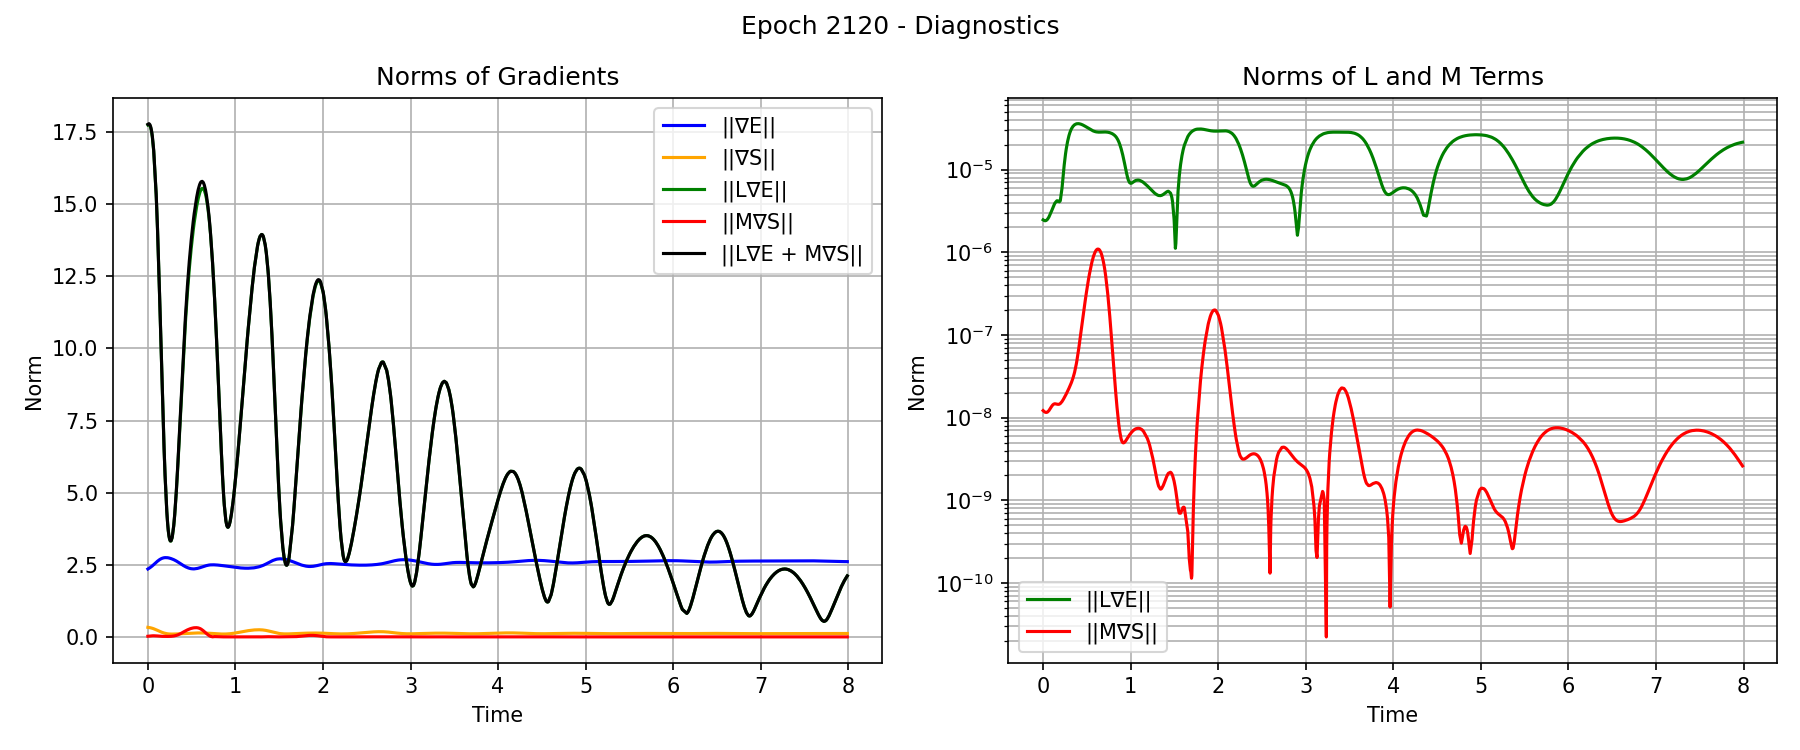 Epoch 2120 - Diagnostics
Norms of Gradients
Norm
17.5
15.0
12.5
10.0
7.5
5.0
2.5
0.0
||∇E||
||∇S||
||L∇E||
||M∇S||
||L∇E + M∇S||
0 1 2 3 4 5 6 7 8
Time
Norms of L and M Terms
Norm
10⁻⁵
10⁻⁶
10⁻⁷
10⁻⁸
10⁻⁹
10⁻¹⁰
||L∇E||
||M∇S||
0 1 2 3 4 5 6 7 8
Time